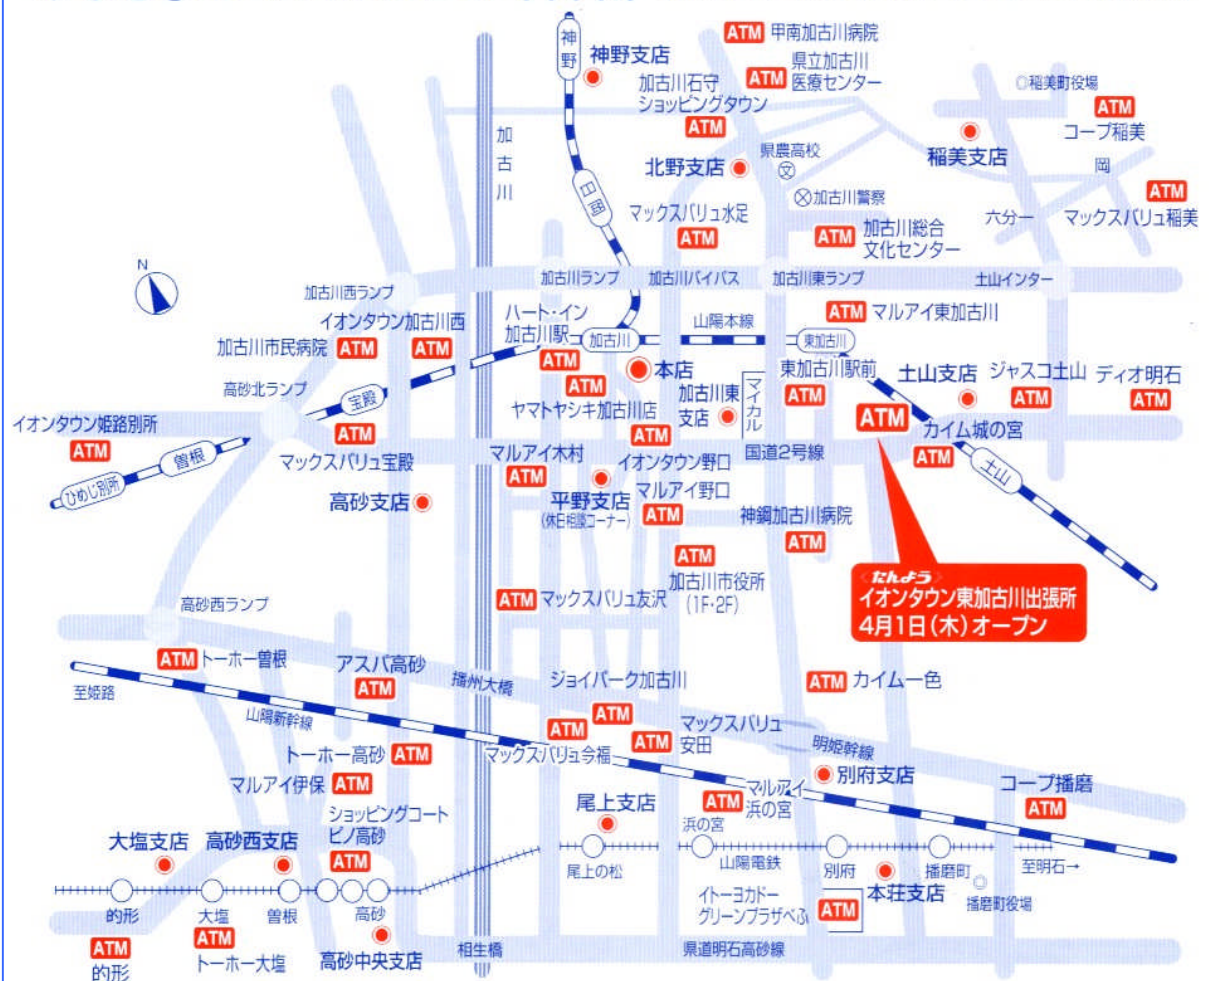 ATM 甲南加古川病院
神野
神野支店
県立加古川
ATM 医療センター
加古川石守
ショッピングタウン
ATM
◎稲美町役場
ATM
コープ稲美
加古川
稲美支店
県農高校
文
北野支店
岡
日岡
加古川警察
ATM
マックスバリュ稲美
マックスバリュ水足
ATM
六分一
ATM 加古川総合
文化センター
N
加古川西ランプ
加古川ランプ
加古川バイパス
加古川東ランプ
土山インター
イオンタウン加古川西
ATM
ハート・イン
加古川駅
ATM
加古川
山陽本線
東加古川
ATM マルアイ東加古川
加古川市民病院 ATM
高砂北ランプ
本店
ATM
ヤマトヤシキ加古川店
加古川東
支店
マイカル
東加古川駅前
ATM
土山支店
ジャスコ土山
ATM
ディオ明石
ATM
宝殿
イオンタウン姫路別所
ATM
曽根
ひめじ別所
ATM
マックスバリュ宝殿
ATM
イオンタウン野口
国道2号線
ATM
カイム城の宮
ATM
土山
マルアイ木村
ATM
高砂支店
平野支店
(休日相談コーナー)
マルアイ野口
ATM
神鋼加古川病院
ATM
ATM
加古川市役所
(1F・2F)
ATM マックスバリュ友沢
たんよう
イオンタウン東加古川出張所
4月1日(木)オープン
高砂西ランプ
ATM トーホー曽根
至姫路
山陽新幹線
アスパ高砂
ATM
播州大橋
ジョイパーク加古川
ATM
ATM カイム一色
ATM
マックスバリュ今福
マックスバリュ
ATM 安田
明姫幹線
トーホー高砂 ATM
マルアイ伊保 ATM
別府支店
コープ播磨
ATM
マルアイ
ATM 浜の宮
ショッピングコート
ピノ高砂
ATM
尾上支店
大塩支店
高砂西支店
尾上の松
浜の宮
山陽電鉄
別府
播磨町
至明石→
本荘支店
播磨町役場
イトーヨカドー
グリーンプラザべふ ATM
的形
大塩
曽根
高砂
ATM
的形
ATM
トーホー大塩
高砂中央支店
相生橋
県道明石高砂線